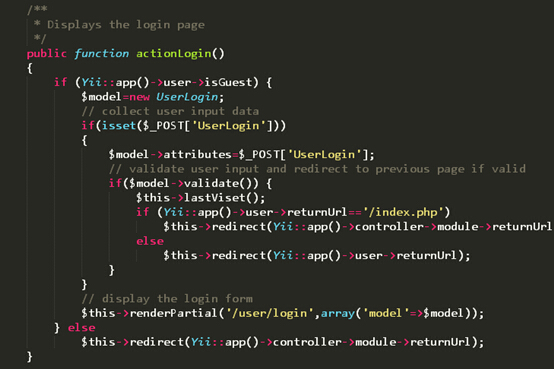 /**
 * Displays the login page
 */
public function actionLogin()
{
    if (Yii::app()->user->isGuest) {
        $model=new UserLogin;
        // collect user input data
        if(isset($_POST['UserLogin']))
        {
            $model->attributes=$_POST['UserLogin'];
            // validate user input and redirect to previous page if valid
            if($model->validate()) {
                $this->lastViset();
                if (Yii::app()->user->returnUrl=='/index.php')
                    $this->redirect(Yii::app()->controller->module->returnUrl
                else
                    $this->redirect(Yii::app()->user->returnUrl);
            }
        }
        // display the login form
        $this->renderPartial('/user/login',array('model'=>$model));
    } else
        $this->redirect(Yii::app()->controller->module->returnUrl);
}